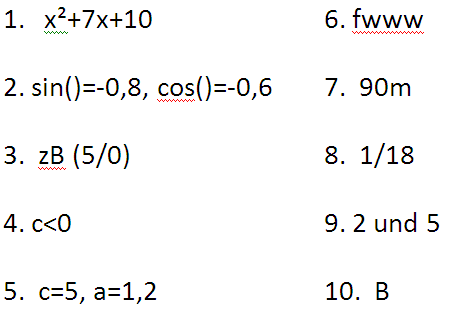 1. x²+7x+10
2. sin()=-0,8, cos()=-0,6
3. zB (5/0)
4. c<0
5. c=5, a=1,2
6. fwww
7. 90m
8. 1/18
9. 2 und 5
10. B